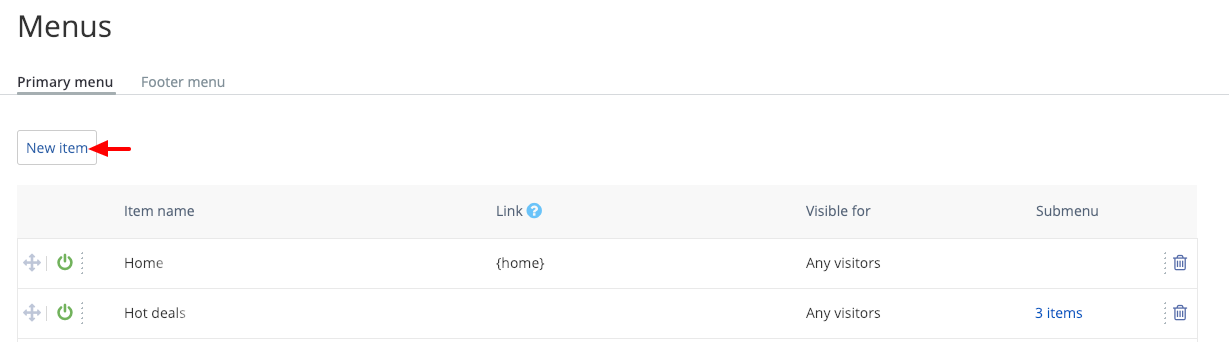 Menus
Primary menu Footer menu
New item
Item name Link ? Visible for Submenu
Home {home} Any visitors
Hot deals Any visitors 3 items